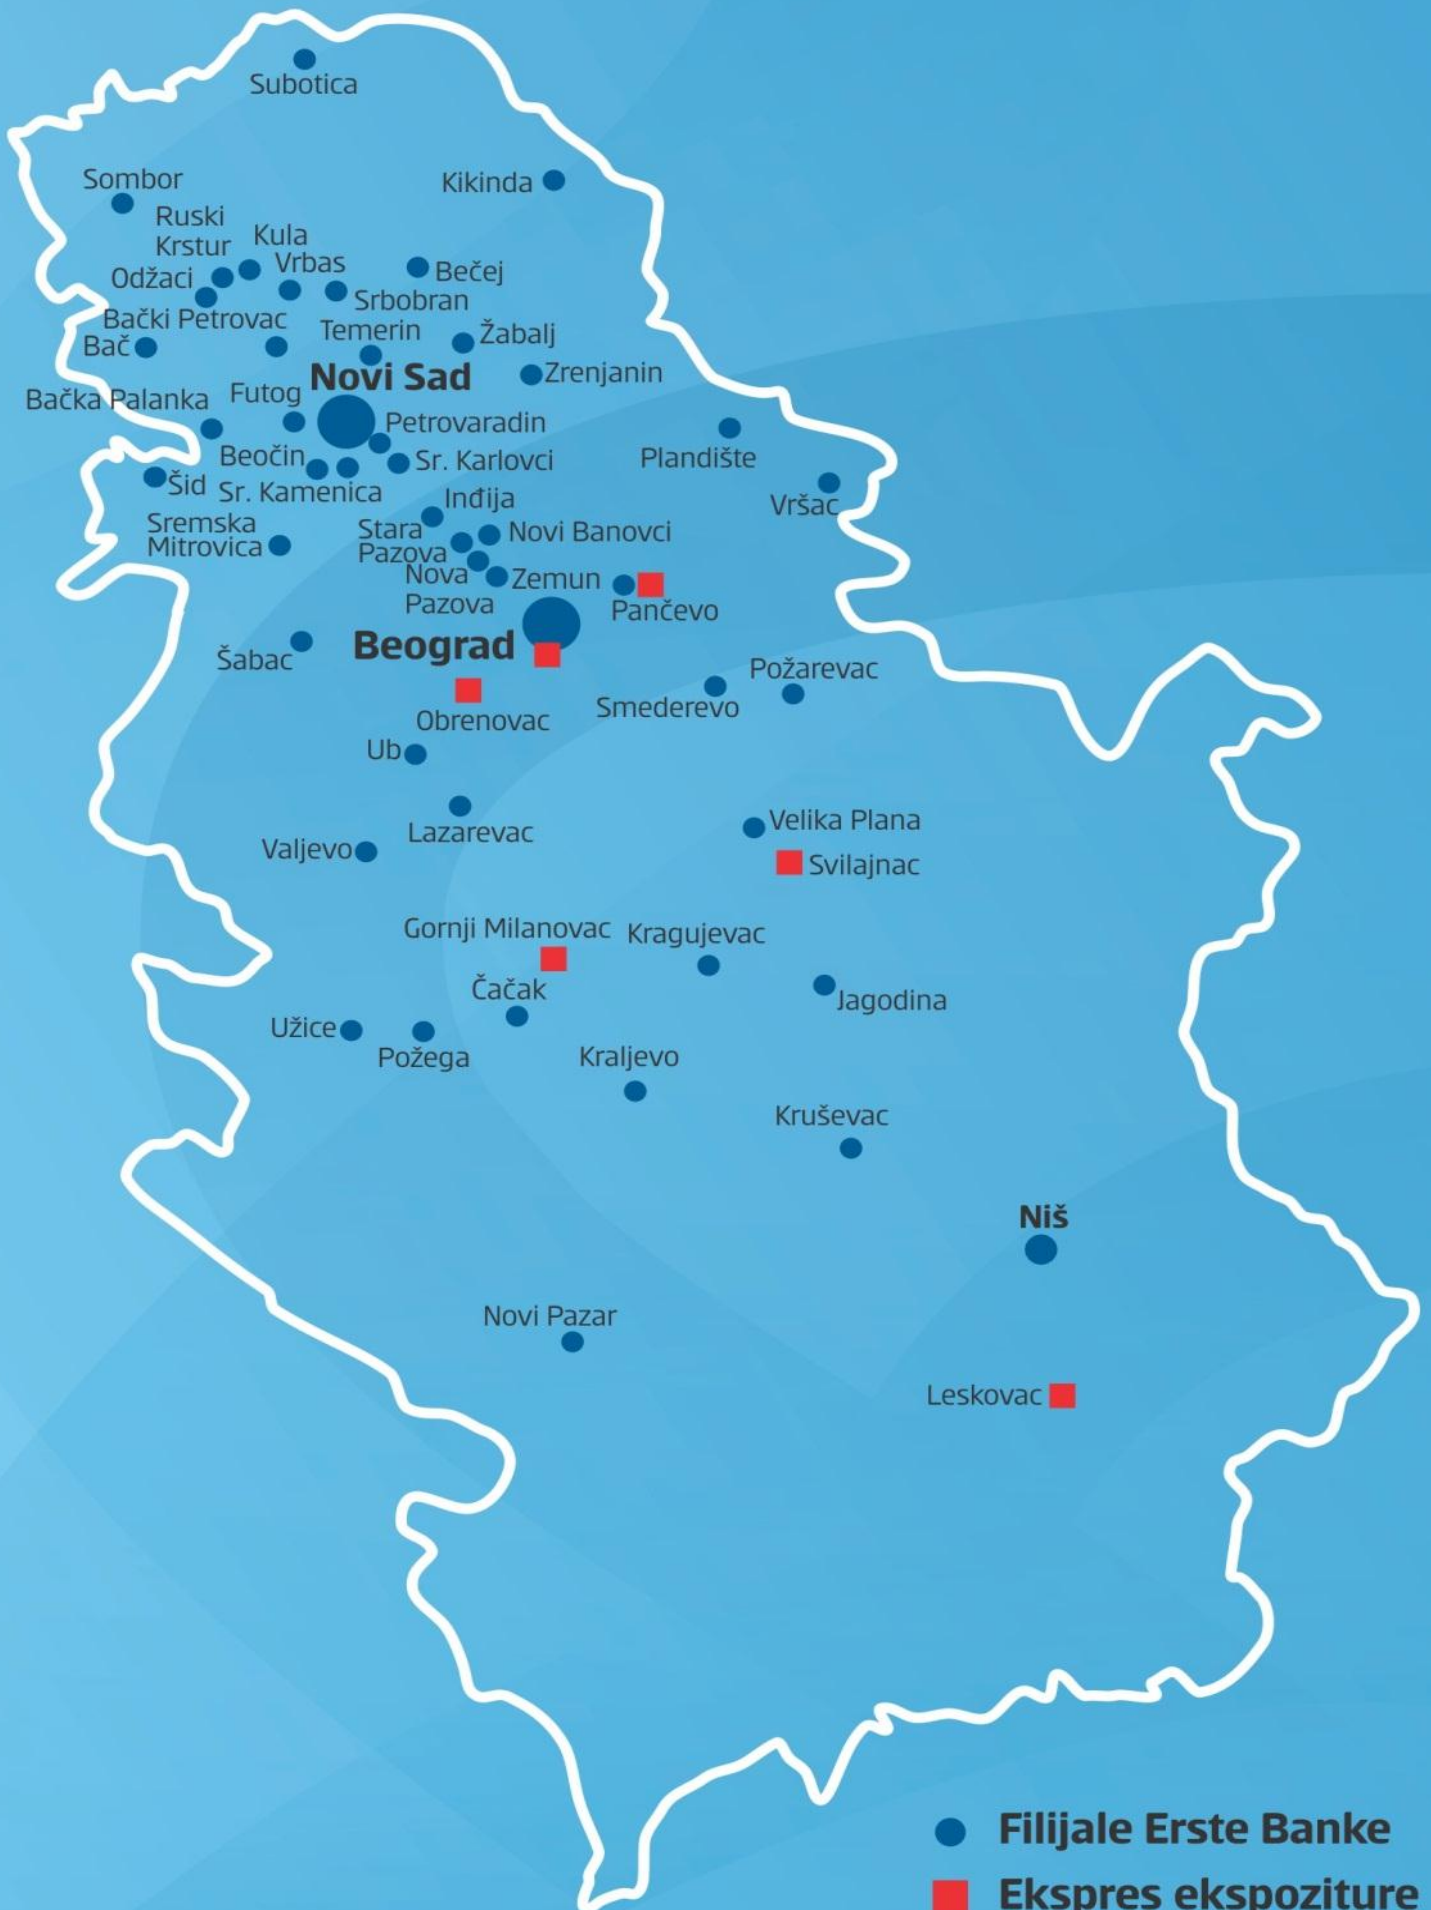 Subotica
Sombor
Kikinda
Ruski
Krstur
Kula
Vrbas
Odžaci
Bečej
Srbobran
Bački Petrovac
Temerin
Žabalj
Bač
Zrenjanin
Novi Sad
Futog
Bačka Palanka
Petrovaradin
Plandište
Beočin
Sr. Karlovci
Šid
Sr. Kamenica
Vršac
Inđija
Sremska
Mitrovica
Stara
Pazova
Novi Banovci
Nova
Pazova
Zemun
Pančevo
Beograd
Šabac
Požarevac
Smederevo
Obrenovac
Ub
Lazarevac
Velika Plana
Valjevo
Svilajnac
Gornji Milanovac
Kragujevac
Čačak
Jagodina
Užice
Požega
Kraljevo
Kruševac
Niš
Novi Pazar
Leskovac
Filijale Erste Banke
Ekspres ekspoziture